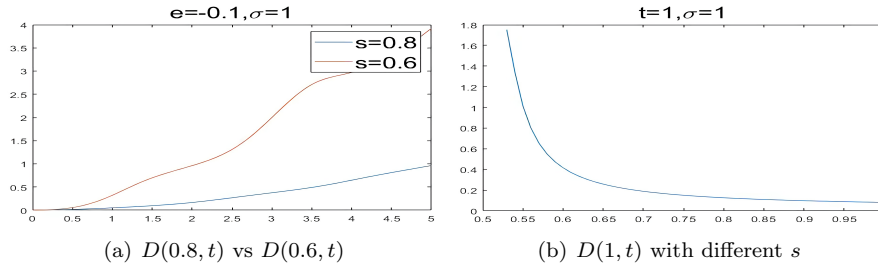 e=-0.1,σ=1
4
3.5
3
2.5
2
1.5
1
0.5
0
0 0.5 1 1.5 2 2.5 3 3.5 4 4.5 5
s=0.8
s=0.6
(a) D(0.8, t) vs D(0.6, t)
t=1,σ=1
1.8
1.6
1.4
1.2
1
0.8
0.6
0.4
0.2
0
0.5 0.55 0.6 0.65 0.7 0.75 0.8 0.85 0.9 0.95
(b) D(1, t) with different s